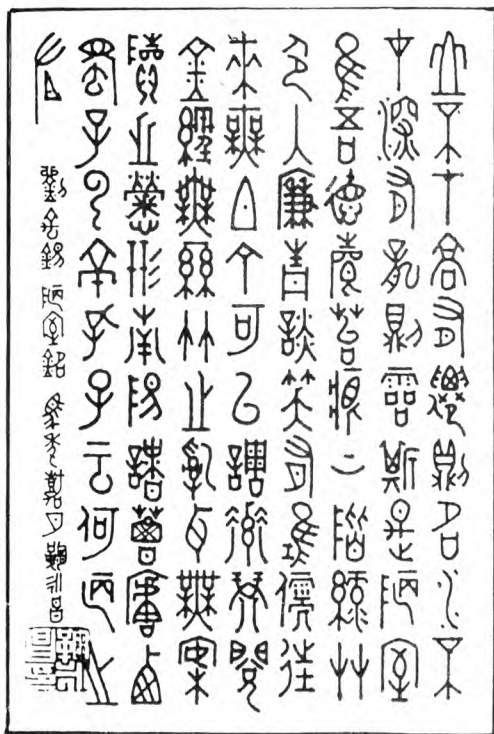 山不在高有仙則名水不
在深有龍則靈斯是陋室
惟吾德馨苔痕上階綠艸
色入簾青談笑有鴻儒往
來無白丁可以調素琴閱
金經無絲竹之亂耳無案
牘之勞形南陽諸葛廬西
蜀子雲亭孔子云何陋之
有
劉禹錫 陋室銘